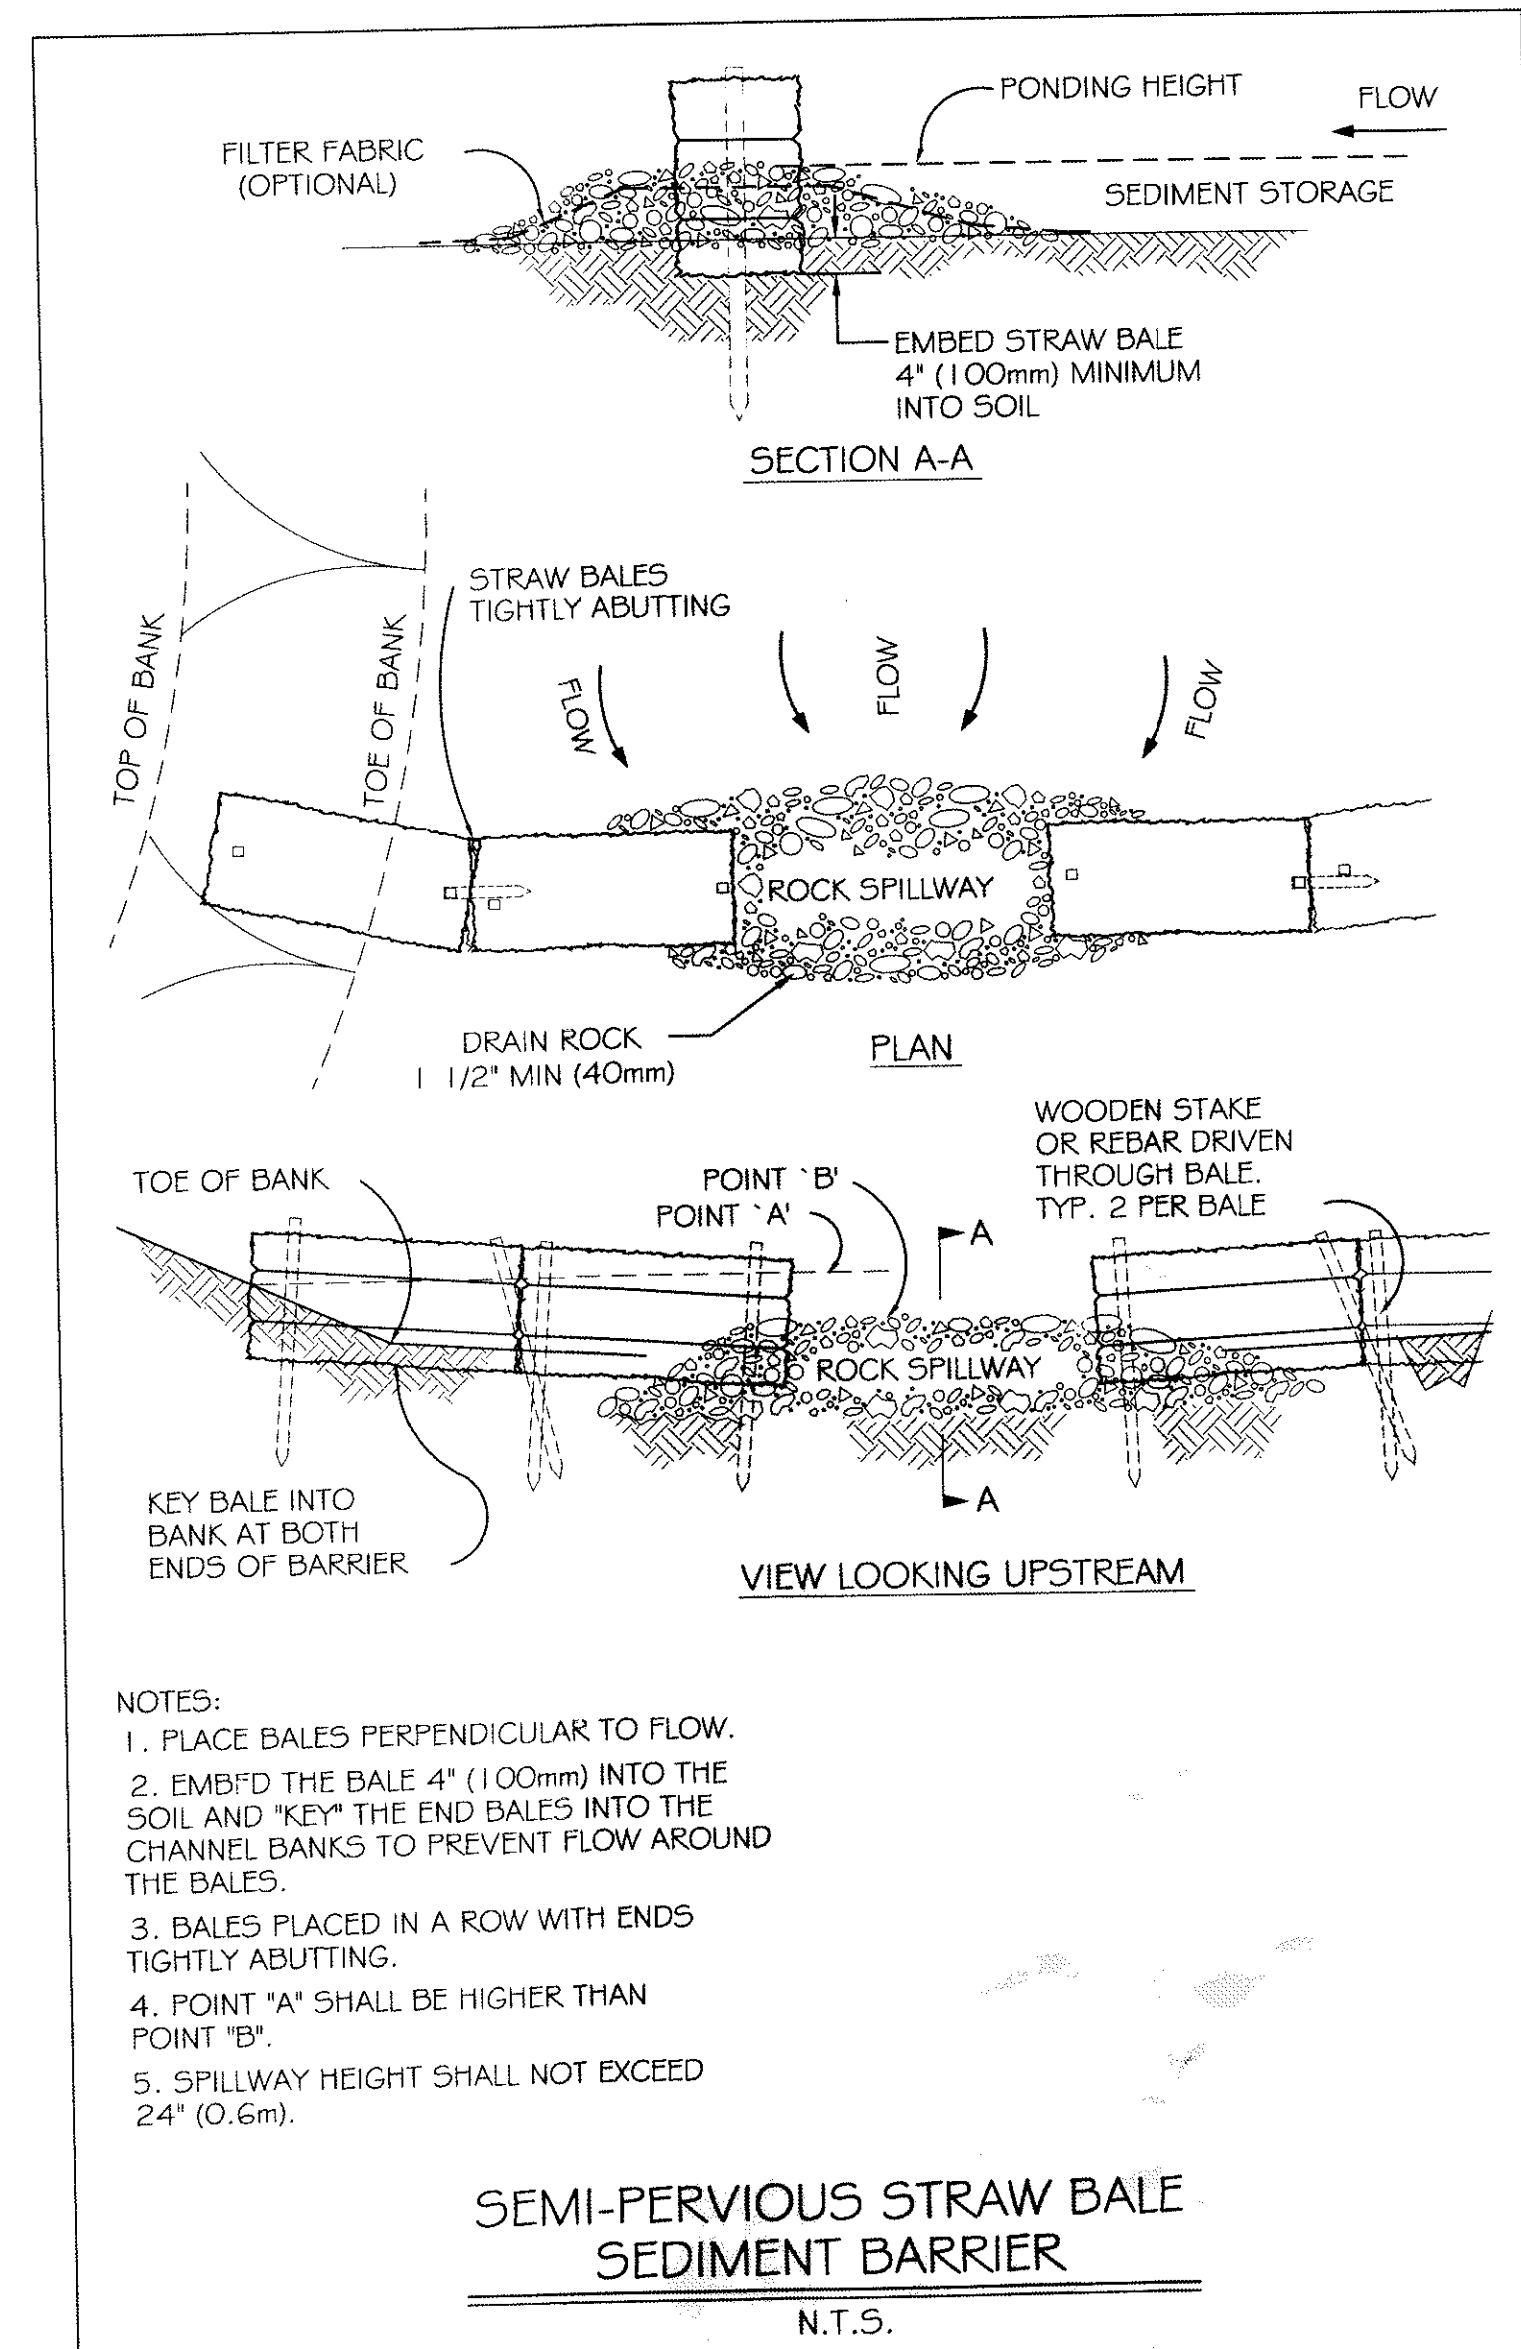 PONDING HEIGHT
FLOW
FILTER FABRIC
(OPTIONAL)
SEDIMENT STORAGE
EMBED STRAW BALE
4" (100mm) MINIMUM
INTO SOIL
SECTION A-A
STRAW BALES
TIGHTLY ABUTTING
TOP OF BANK
TOE OF BANK
FLOW
FLOW
FLOW
ROCK SPILLWAY
DRAIN ROCK
1 1/2" MIN (40mm)
PLAN
WOODEN STAKE
OR REBAR DRIVEN
THROUGH BALE.
TYP. 2 PER BALE
TOE OF BANK
POINT `B'
POINT `A'
A
ROCK SPILLWAY
A
KEY BALE INTO
BANK AT BOTH
ENDS OF BARRIER
VIEW LOOKING UPSTREAM
NOTES:
1. PLACE BALES PERPENDICULAR TO FLOW.
2. EMBED THE BALE 4" (100mm) INTO THE
SOIL AND "KEY" THE END BALES INTO THE
CHANNEL BANKS TO PREVENT FLOW AROUND
THE BALES.
3. BALES PLACED IN A ROW WITH ENDS
TIGHTLY ABUTTING.
4. POINT "A" SHALL BE HIGHER THAN
POINT "B".
5. SPILLWAY HEIGHT SHALL NOT EXCEED
24" (0.6m).
SEMI-PERVIOUS STRAW BALE
SEDIMENT BARRIER
N.T.S.